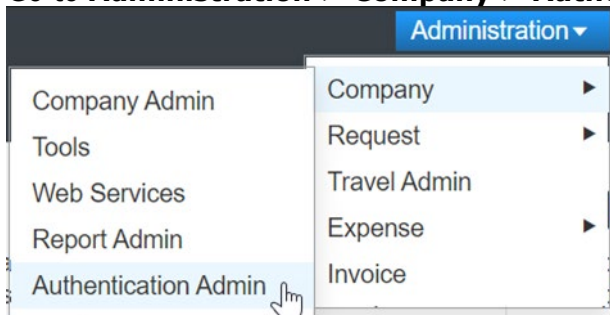 Administration
Company Admin
Tools
Web Services
Report Admin
Authentication Admin
Company
Request
Travel Admin
Expense
Invoice